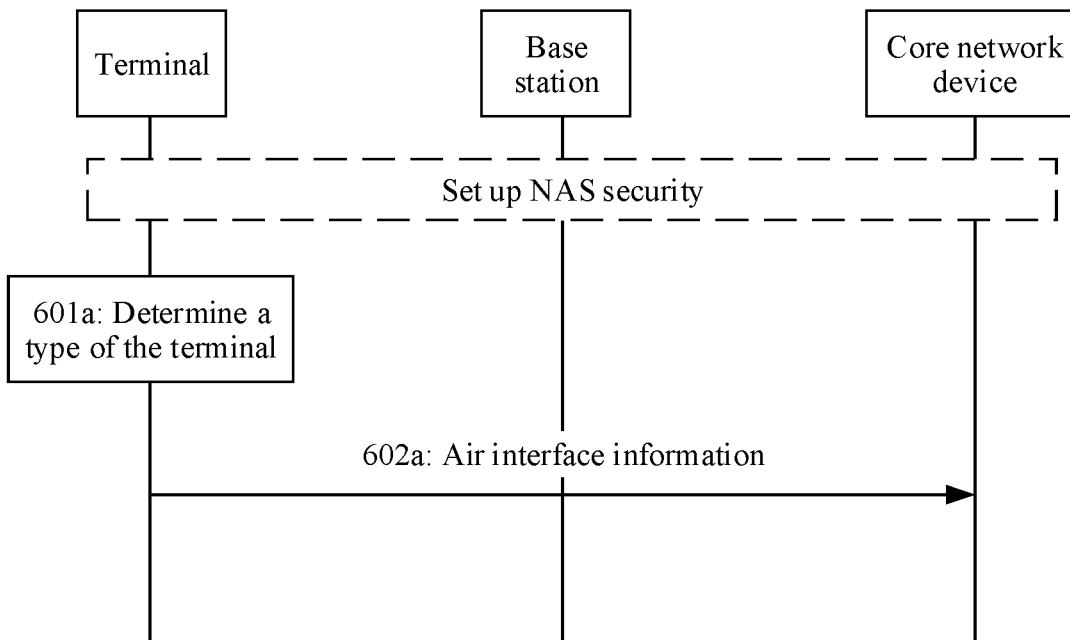 Terminal
Base
station
Core network
device
Set up NAS security
601a: Determine a
type of the terminal
602a: Air interface information